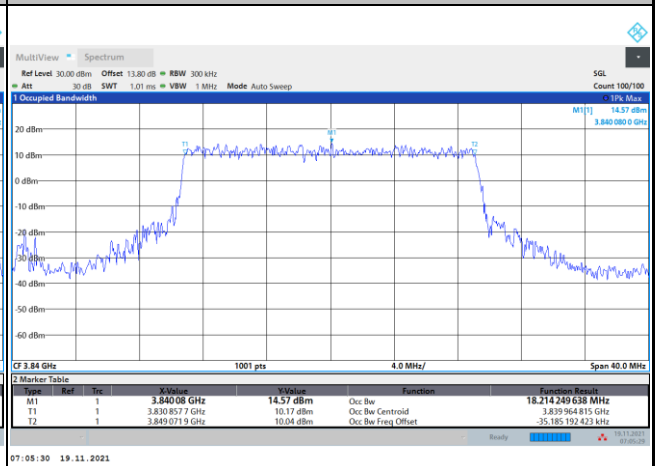 MultiView Spectrum
Ref Level 30.00 dBm Offset 13.80 dB RBW 300 kHz SGL
Att 30 dB SWT 1.01 ms VBW 1 MHz Mode Auto Sweep Count 100/100
1 Occupied Bandwidth 1Pk Max
M1[1] 14.57 dBm
3.840 080 0 GHz
20 dBm
M1
T1
T2
10 dBm
0 dBm
-10 dBm
-20 dBm
-30 dBm
-40 dBm
-50 dBm
-60 dBm
CF 3.84 GHz 1001 pts 4.0 MHz/ Span 40.0 MHz
2 Marker Table
Type Ref Trc X-Value Y-Value Function Function Result
M1 1 3.840 08 GHz 14.57 dBm Occ Bw 18.214 249 638 MHz
T1 1 3.830 857 7 GHz 10.17 dBm Occ Bw Centroid 3.839 964 815 GHz
T2 1 3.849 071 9 GHz 10.04 dBm Occ Bw Freq Offset -35.185 192 423 kHz
Ready 19.11.2021
07:05:29
07:05:30 19.11.2021